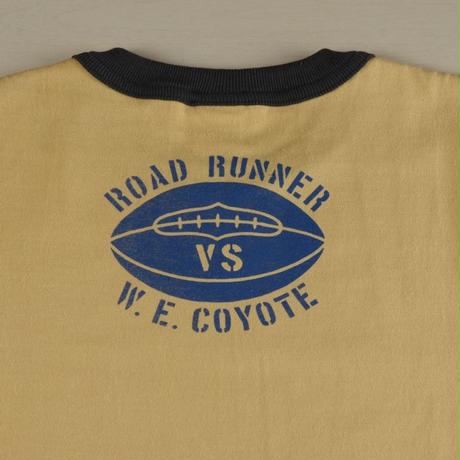 ROAD RUNNER
VS
W. E. COYOTE